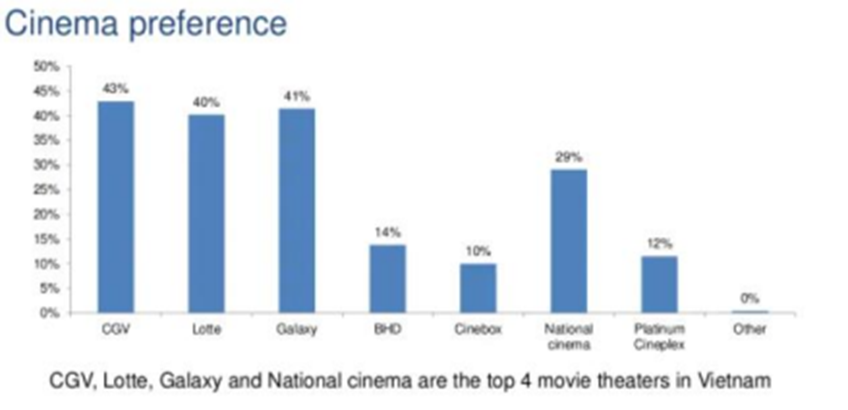 Cinema preference
50%
45%
40%
35%
30%
25%
20%
15%
10%
5%
0%
43%
40%
41%
14%
10%
29%
12%
0%
CGV
Lotte
Galaxy
BHD
Cinebox
National
cinema
Platinum
Cineplex
Other
CGV, Lotte, Galaxy and National cinema are the top 4 movie theaters in Vietnam